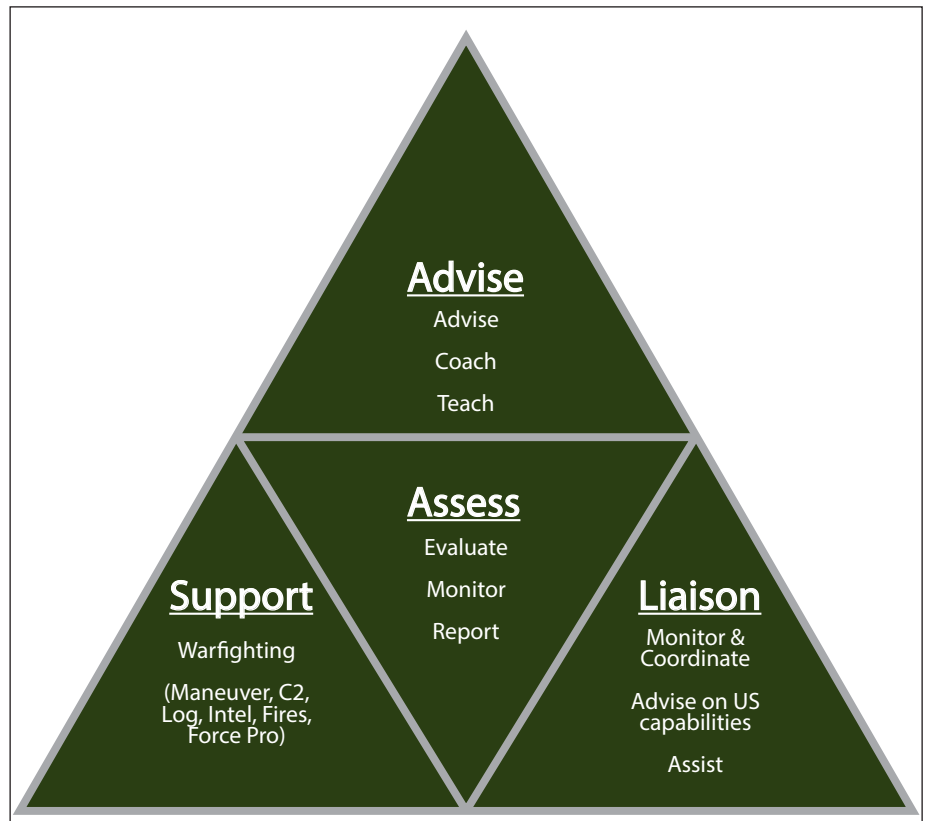 Advise
Advise
Coach
Teach
Assess
Evaluate
Monitor
Report
Support
Warfighting
(Maneuver, C2,
Log, Intel, Fires,
Force Pro)
Liaison
Monitor &
Coordinate
Advise on US
capabilities
Assist